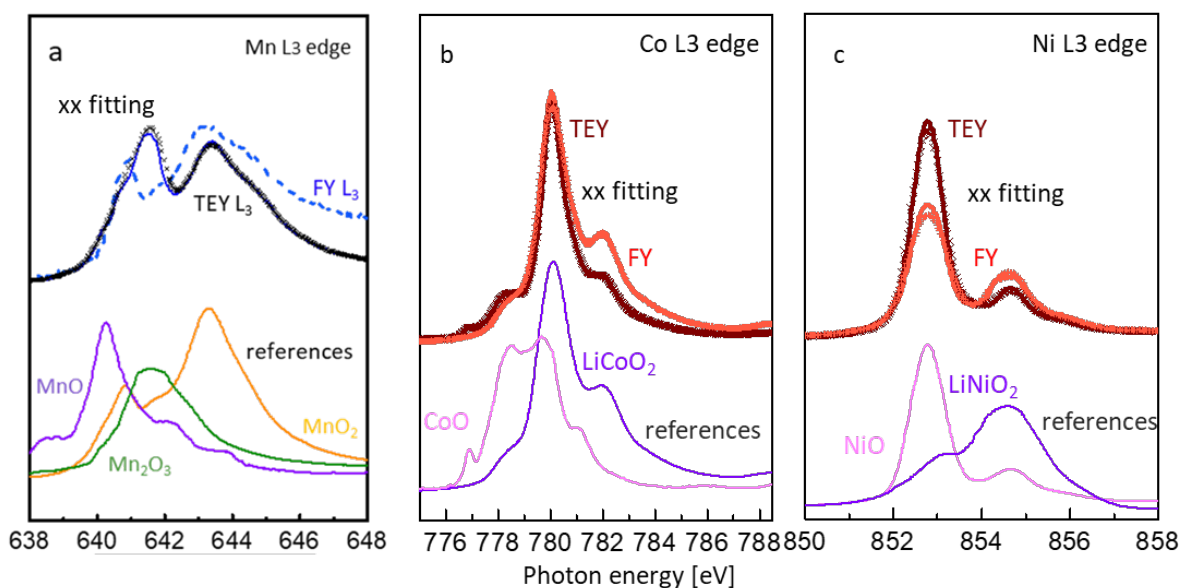 a
Mn L3 edge
xx fitting
FY L₃
TEY L₃
references
MnO
MnO₂
Mn₂O₃
638 640 642 644 646 648
b
Co L3 edge
TEY
xx fitting
FY
LiCoO₂
CoO
references
776 778 780 782 784 786 788
c
Ni L3 edge
TEY
xx fitting
FY
LiNiO₂
references
NiO
850 852 854 856 858
Photon energy [eV]